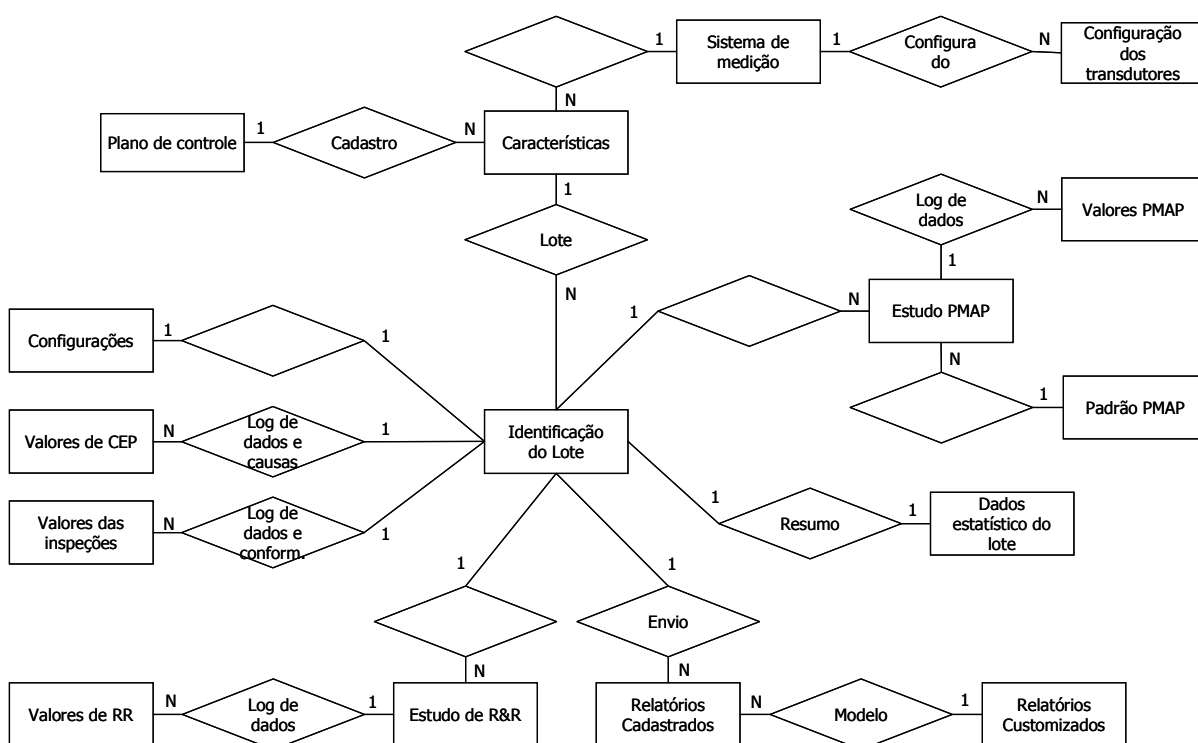 1
Sistema de
medição
1
Configura
do
N
Configuração
dos
transdutores
N
Plano de controle
1
Cadastro
N
Características
1
Lote
N
Log de
dados
N
Valores PMAP
1
1
N
Estudo PMAP
N
1
Padrão PMAP
Configurações
1
1
Valores de CEP
N
Log de
dados e
causas
1
Identificação
do Lote
Valores das
inspeções
N
Log de
dados e
conform.
1
1
Resumo
1
Dados
estatístico do
lote
1
1
Envio
N
N
Valores de RR
N
Log de
dados
1
Estudo de R&R
Relatórios
Cadastrados
N
Modelo
1
Relatórios
Customizados